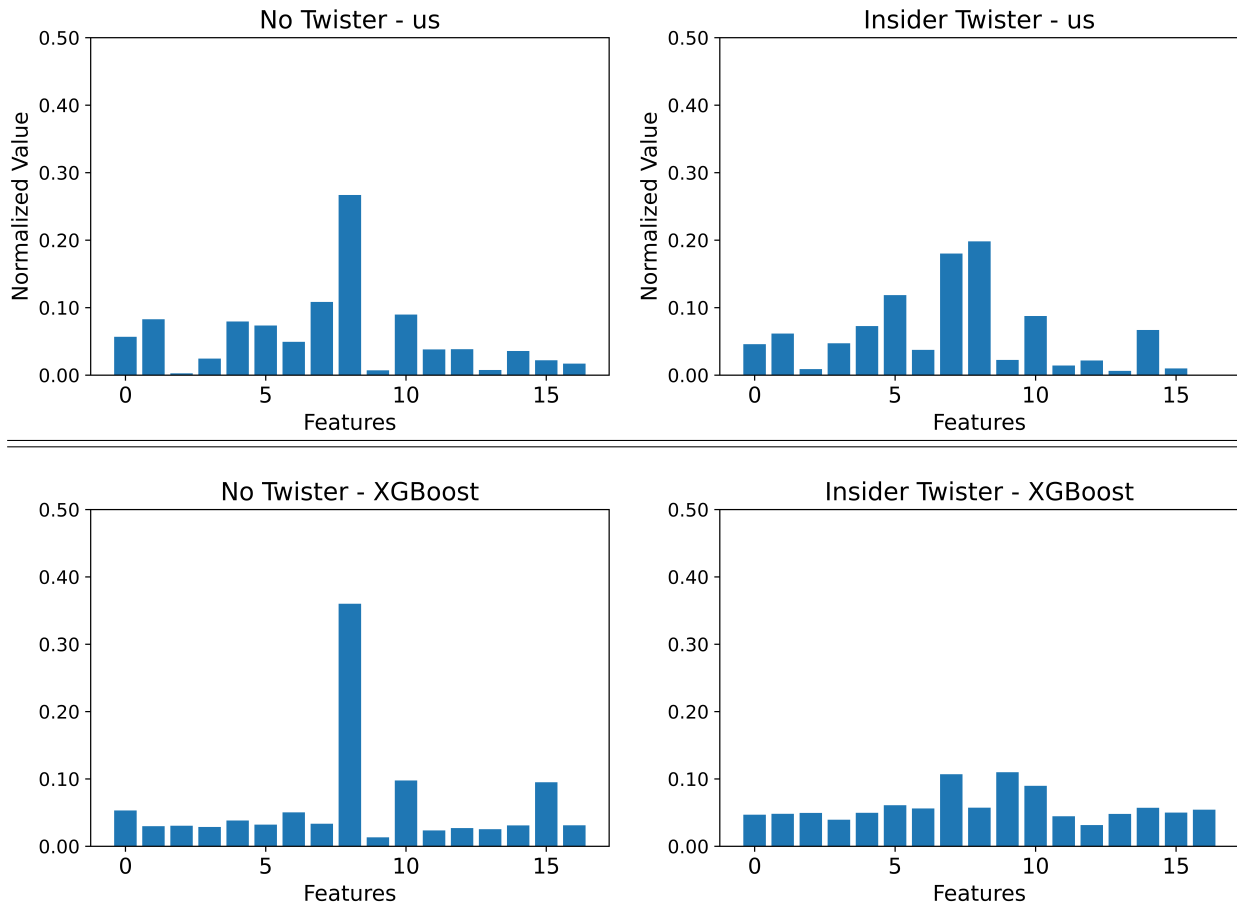 No Twister - us
0.50
0.40
0.30
0.20
0.10
0.00
Normalized Value
0 5 10 15
Features
Insider Twister - us
0.50
0.40
0.30
0.20
0.10
0.00
Normalized Value
0 5 10 15
Features
No Twister - XGBoost
0.50
0.40
0.30
0.20
0.10
0.00
0 5 10 15
Features
Insider Twister - XGBoost
0.50
0.40
0.30
0.20
0.10
0.00
0 5 10 15
Features